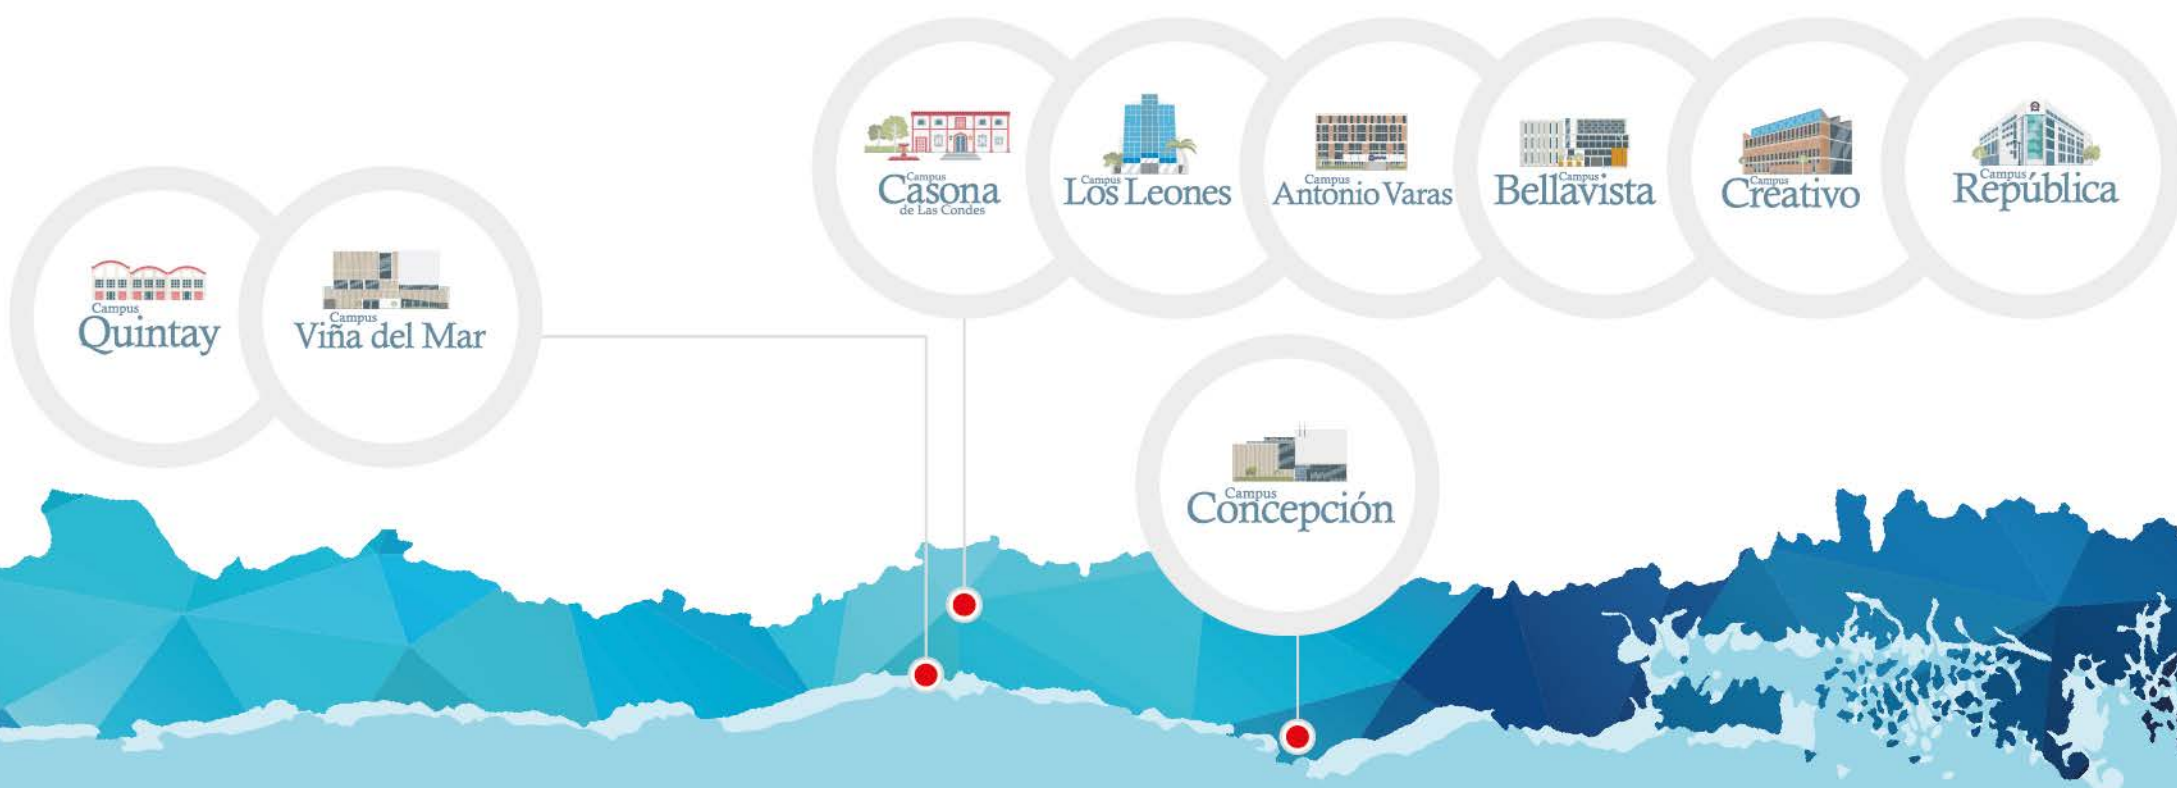 Campus
Casona
de Las Condes
Campus
Los Leones
Campus
Antonio Varas
Campus
Bellavista
Campus
Creativo
Campus
República
Campus
Quintay
Campus
Viña del Mar
Campus
Concepción